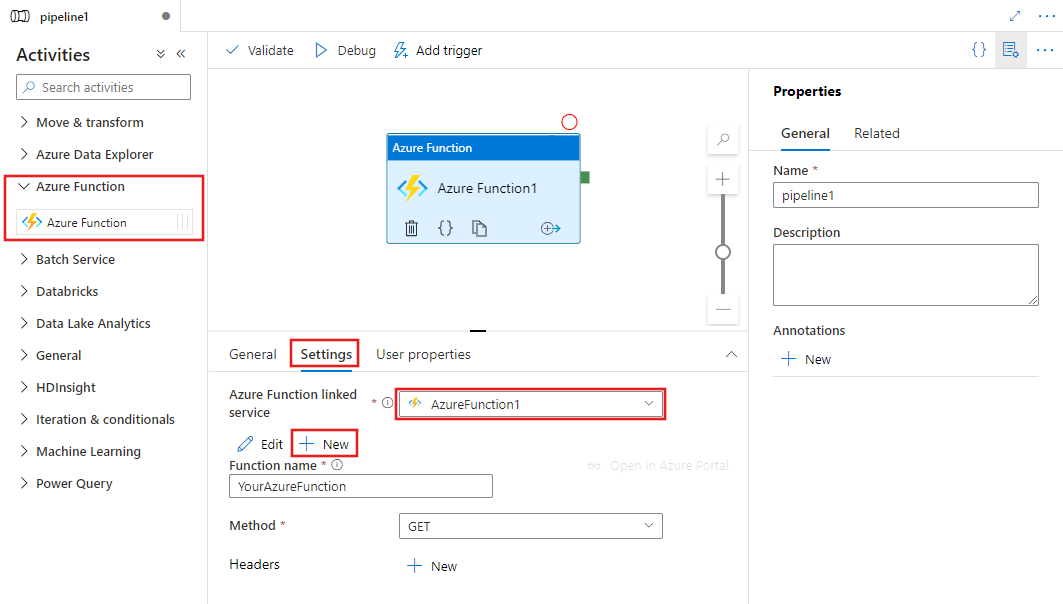 pipeline1
Activities
Search activities
Move & transform
Azure Data Explorer
Azure Function
Azure Function
Batch Service
Databricks
Data Lake Analytics
General
HDInsight
Iteration & conditionals
Machine Learning
Power Query
Validate
Debug
Add trigger
Azure Function
Azure Function1
General
Settings
User properties
Azure Function linked
service
*
AzureFunction1
Edit
New
Function name *
Open in Azure Portal
YourAzureFunction
Method *
GET
Headers
New
Properties
General
Related
Name *
pipeline1
Description
Annotations
New